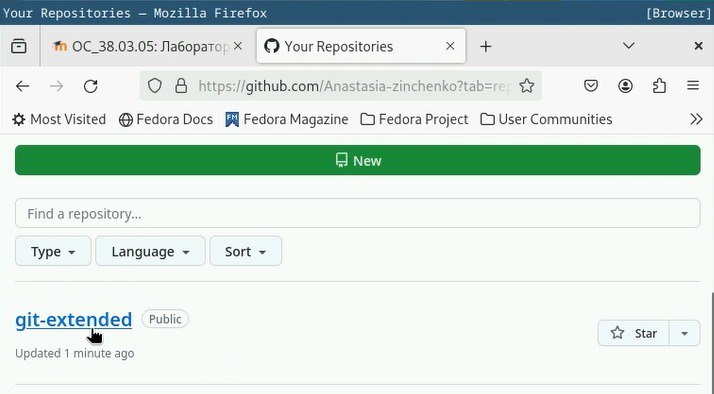 Your Repositories — Mozilla Firefox [Browser]
ОС_38.03.05: Лаборатор Your Repositories
https://github.com/Anastasia-zinchenko?tab=rep
Most Visited Fedora Docs Fedora Magazine Fedora Project User Communities
New
Find a repository...
Type Language Sort
git-extended Public
Star
Updated 1 minute ago